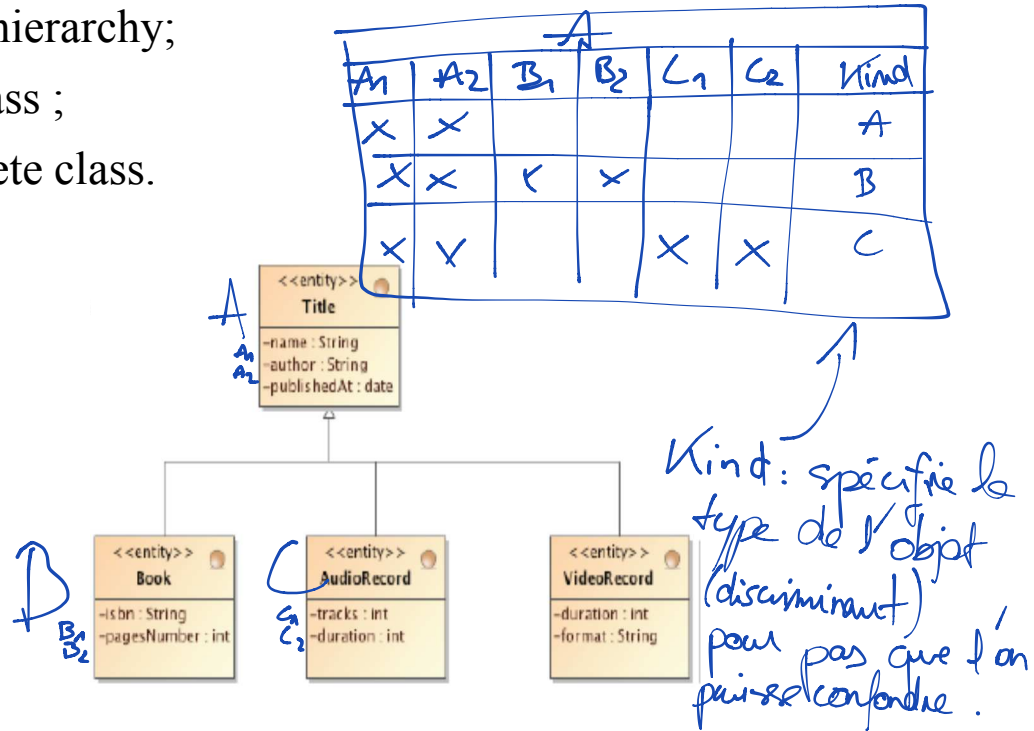 hierarchy;
ass ;
ete class.
A
A1 A2 B1 B2 C1 C2 Kind
X X A
X X X X B
X X X X C
A
<<entity>>
Title
A1
A2
-name : String
-author : String
-publishedAt : date
Kind : spécifie le
type de l'objet
(discriminant)
pour pas que l'on
puisse confondre.
B
<<entity>>
Book
B1
B2
-isbn : String
-pagesNumber : int
C
<<entity>>
AudioRecord
C1
C2
-tracks : int
-duration : int
<<entity>>
VideoRecord
-duration : int
-format : String